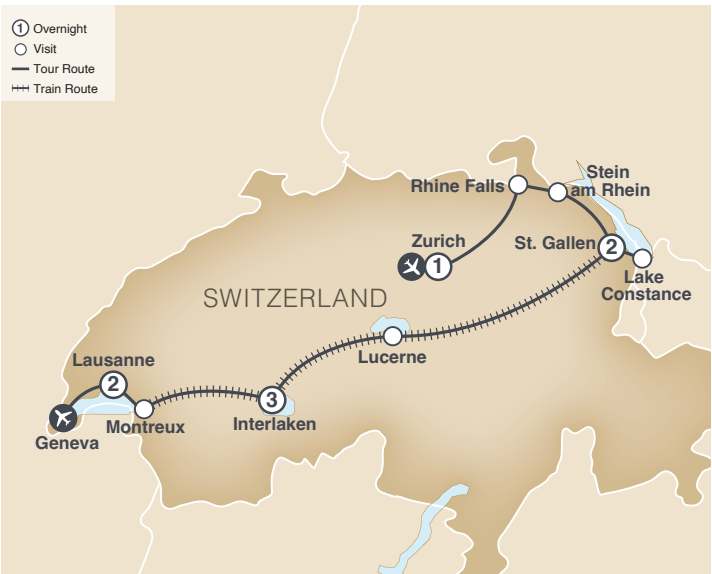 1 Overnight
Visit
Tour Route
Train Route
Stein
am Rhein
Rhine Falls
Zurich
1
St. Gallen
2
Lake
Constance
SWITZERLAND
Lucerne
Lausanne
2
3
Interlaken
Montreux
Geneva